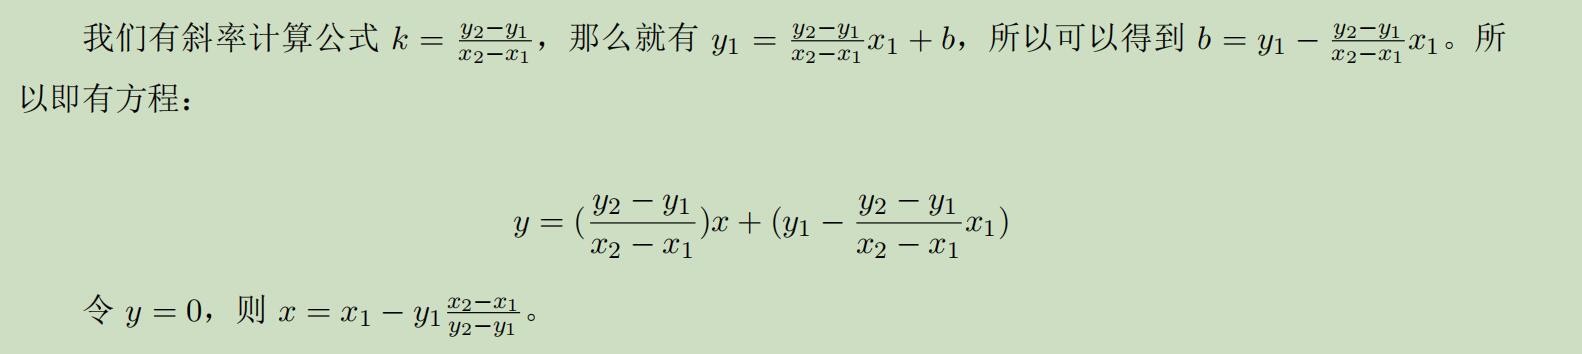 我们有斜率计算公式 $k = \frac{y_2-y_1}{x_2-x_1}$，那么就有 $y_1 = \frac{y_2-y_1}{x_2-x_1}x_1 + b$，所以可以得到 $b = y_1 - \frac{y_2-y_1}{x_2-x_1}x_1$。所
以即有方程：
$y = (\frac{y_2-y_1}{x_2-x_1})x + (y_1 - \frac{y_2-y_1}{x_2-x_1}x_1)$
令 $y = 0$，则 $x = x_1 - y_1\frac{x_2-x_1}{y_2-y_1}$。